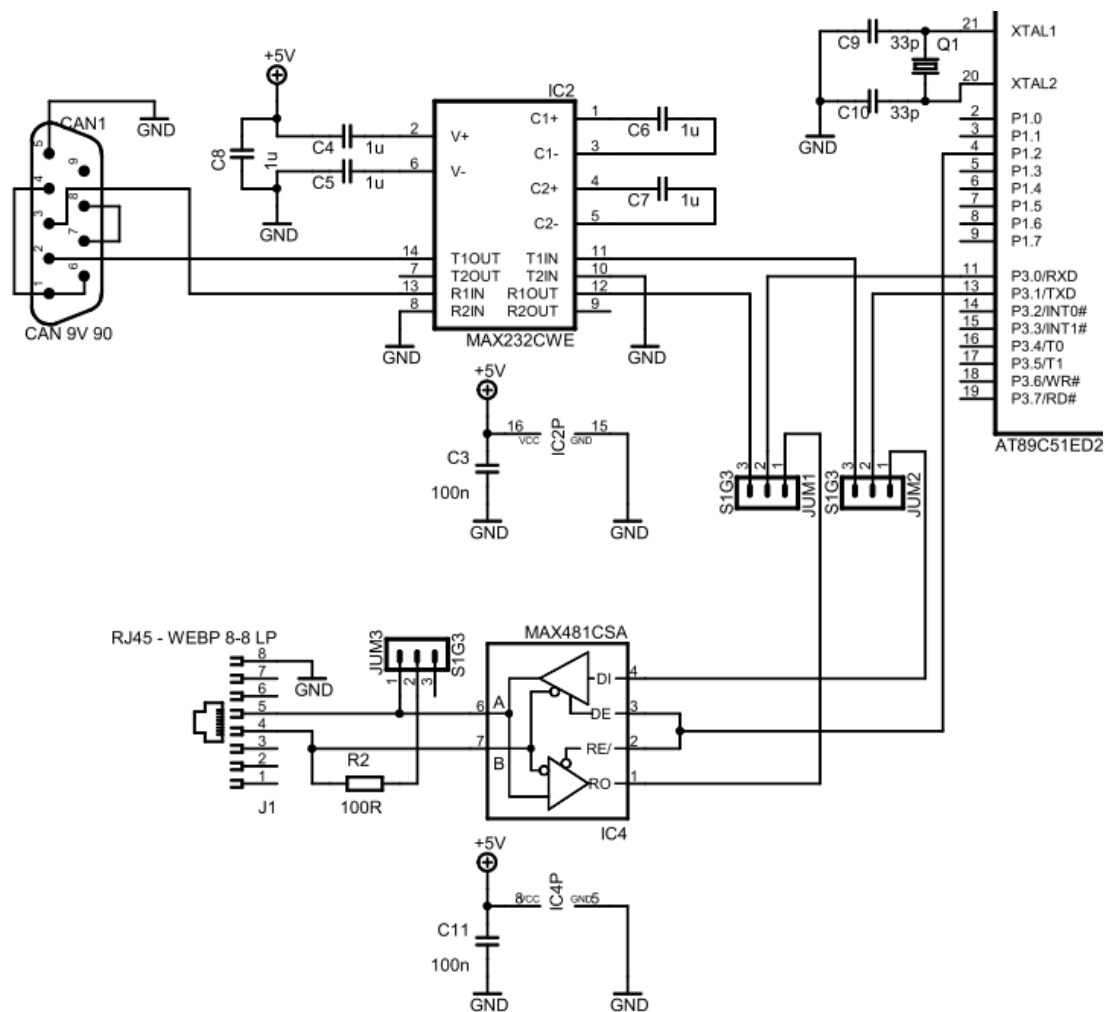 +5V
CAN1
GND
5
9
4
8
3
7
2
6
1
CAN 9V 90
C8
1u
C4
1u
C5
1u
GND
IC2
2 V+
6 V-
C1+ 1
C1- 3
C2+ 4
C2- 5
C6 1u
C7 1u
14 T1OUT T1IN 11
7 T2OUT T2IN 10
13 R1IN R1OUT 12
8 R2IN R2OUT 9
MAX232CWE
GND
GND
C9 33p Q1
C10 33p
GND
21 XTAL1
20 XTAL2
2 P1.0
3 P1.1
4 P1.2
5 P1.3
6 P1.4
7 P1.5
8 P1.6
9 P1.7
11 P3.0/RXD
13 P3.1/TXD
14 P3.2/INT0#
15 P3.3/INT1#
16 P3.4/T0
17 P3.5/T1
18 P3.6/WR#
19 P3.7/RD#
AT89C51ED2
+5V
16 VCC IC2P GND 15
C3
100n
GND
GND
S1G3 3 2 1 JUM1
S1G3 3 2 1 JUM2
RJ45 - WEBP 8-8 LP
8
7
6
5
4
3
2
1
GND
J1
JUM3 1 2 3 S1G3
R2
100R
MAX481CSA
6 A
7 B
DI 4
DE 3
RE/ 2
RO 1
IC4
+5V
8 VCC IC4P GND 5
C11
100n
GND
GND